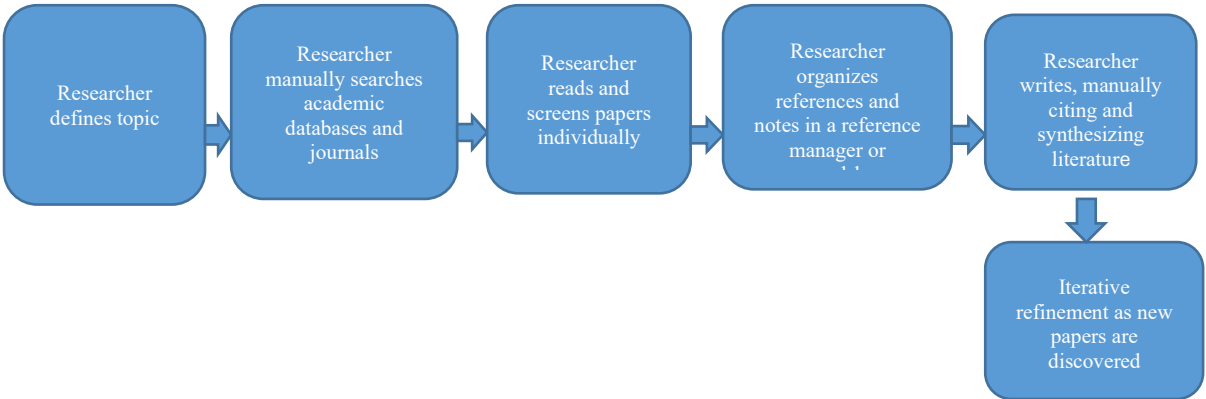 Researcher
defines topic
Researcher
manually searches
academic
databases and
journals
Researcher
reads and
screens papers
individually
Researcher
organizes
references and
notes in a reference
manager or
Researcher
writes, manually
citing and
synthesizing
literature
Iterative
refinement as new
papers are
discovered